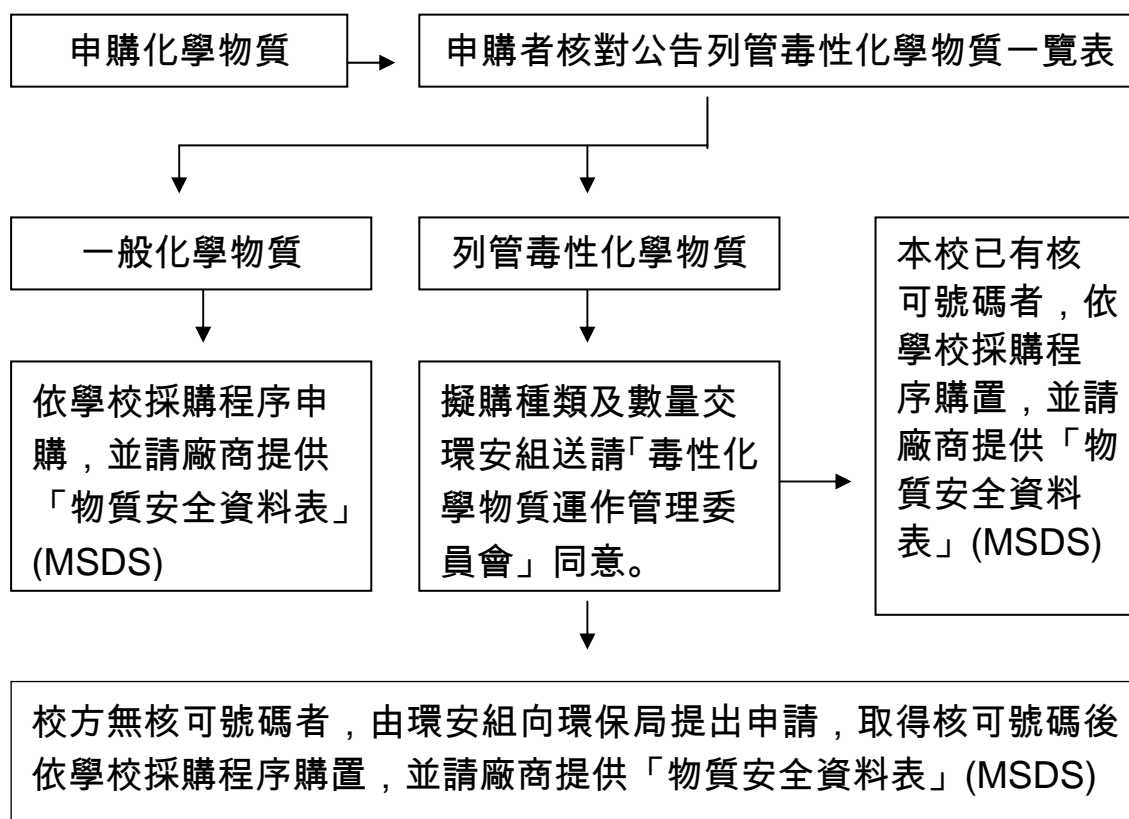 申購化學物質
申購者核對公告列管毒性化學物質一覽表
一般化學物質
列管毒性化學物質
本校已有核
可號碼者，依
學校採購程
序購置，並請
廠商提供「物
質安全資料
表」(MSDS)
依學校採購程序申
購，並請廠商提供
「物質安全資料表」
(MSDS)
擬購種類及數量交
環安組送請「毒性化
學物質運作管理委
員會」同意。
校方無核可號碼者，由環安組向環保局提出申請，取得核可號碼後
依學校採購程序購置，並請廠商提供「物質安全資料表」(MSDS)